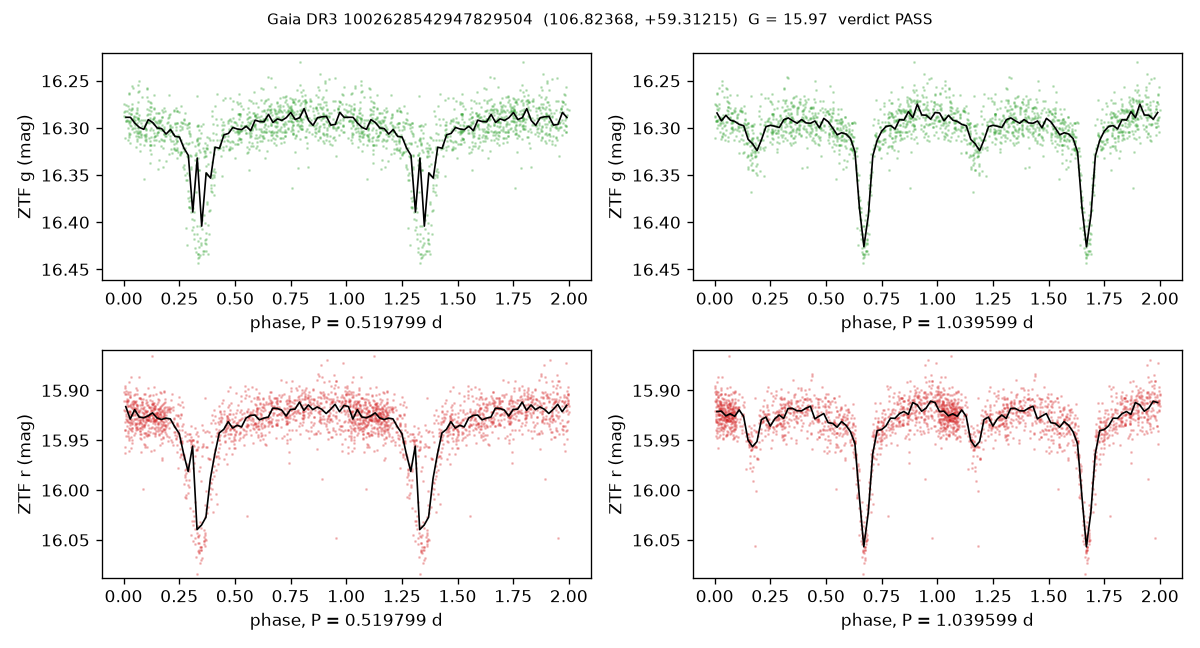 Gaia DR3 1002628542947829504 (106.82368, +59.31215) G = 15.97 verdict PASS
ZTF g (mag)
16.25
16.30
16.35
16.40
16.45
0.00 0.25 0.50 0.75 1.00 1.25 1.50 1.75 2.00
phase, P = 0.519799 d
ZTF g (mag)
16.25
16.30
16.35
16.40
16.45
0.00 0.25 0.50 0.75 1.00 1.25 1.50 1.75 2.00
phase, P = 1.039599 d
ZTF r (mag)
15.90
15.95
16.00
16.05
0.00 0.25 0.50 0.75 1.00 1.25 1.50 1.75 2.00
phase, P = 0.519799 d
ZTF r (mag)
15.90
15.95
16.00
16.05
0.00 0.25 0.50 0.75 1.00 1.25 1.50 1.75 2.00
phase, P = 1.039599 d